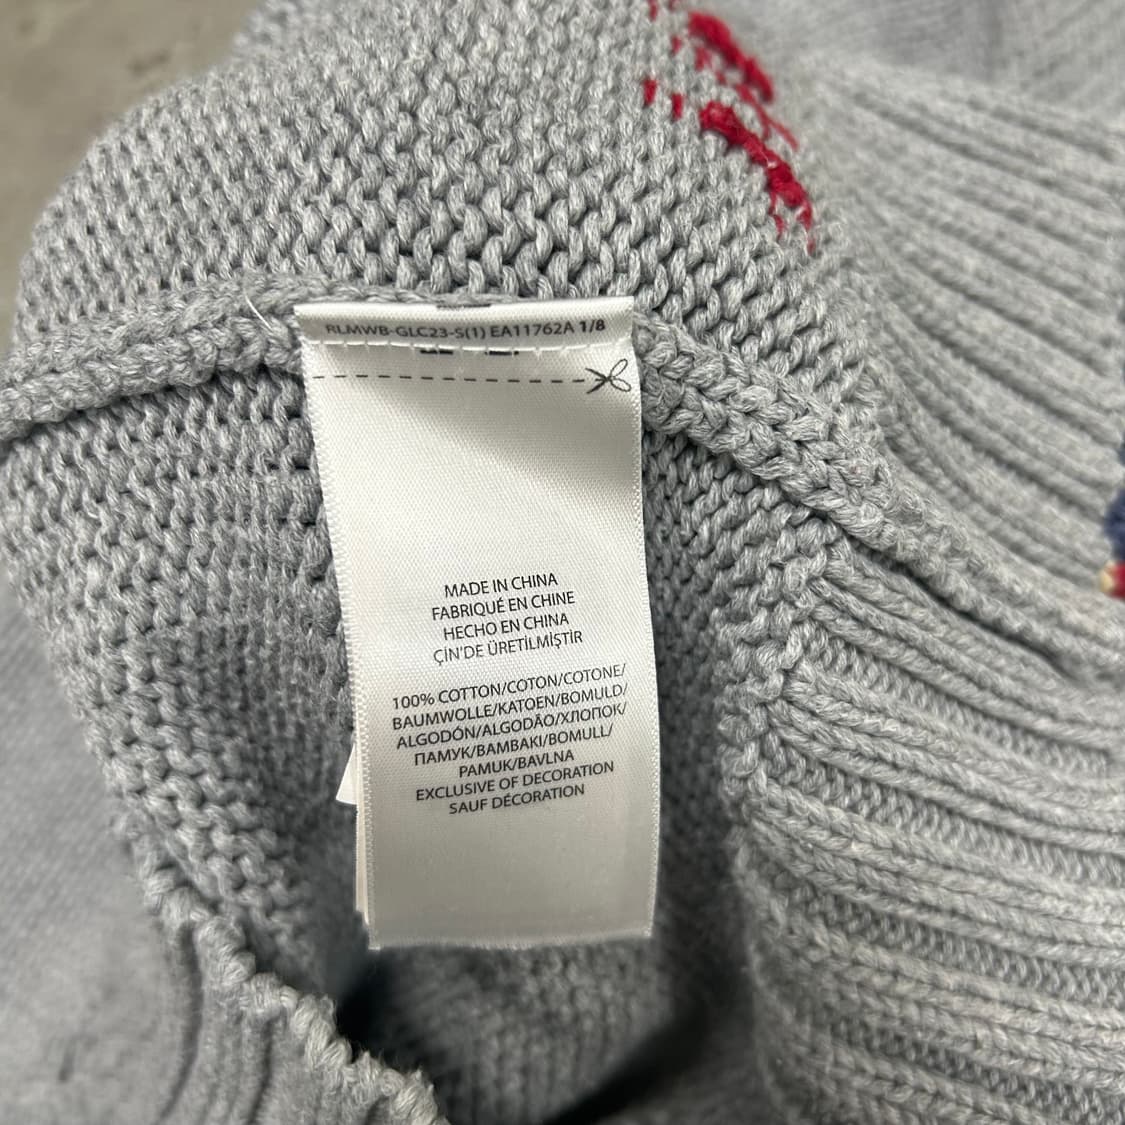 RLMWB-GLC23-S(1) EA11762A 1/8
MADE IN CHINA
FABRIQUÉ EN CHINE
HECHO EN CHINA
ÇİN'DE ÜRETİLMİŞTİR
100% COTTON/COTON/COTONE/
BAUMWOLLE/KATOEN/BOMULD/
ALGODÓN/ALGODÂO/ХЛОПОК/
ПАМУК/ΒΑΜΒΑΚΙ/BOMULL/
PAMUK/BAVLNA
EXCLUSIVE OF DECORATION
SAUF DÉCORATION